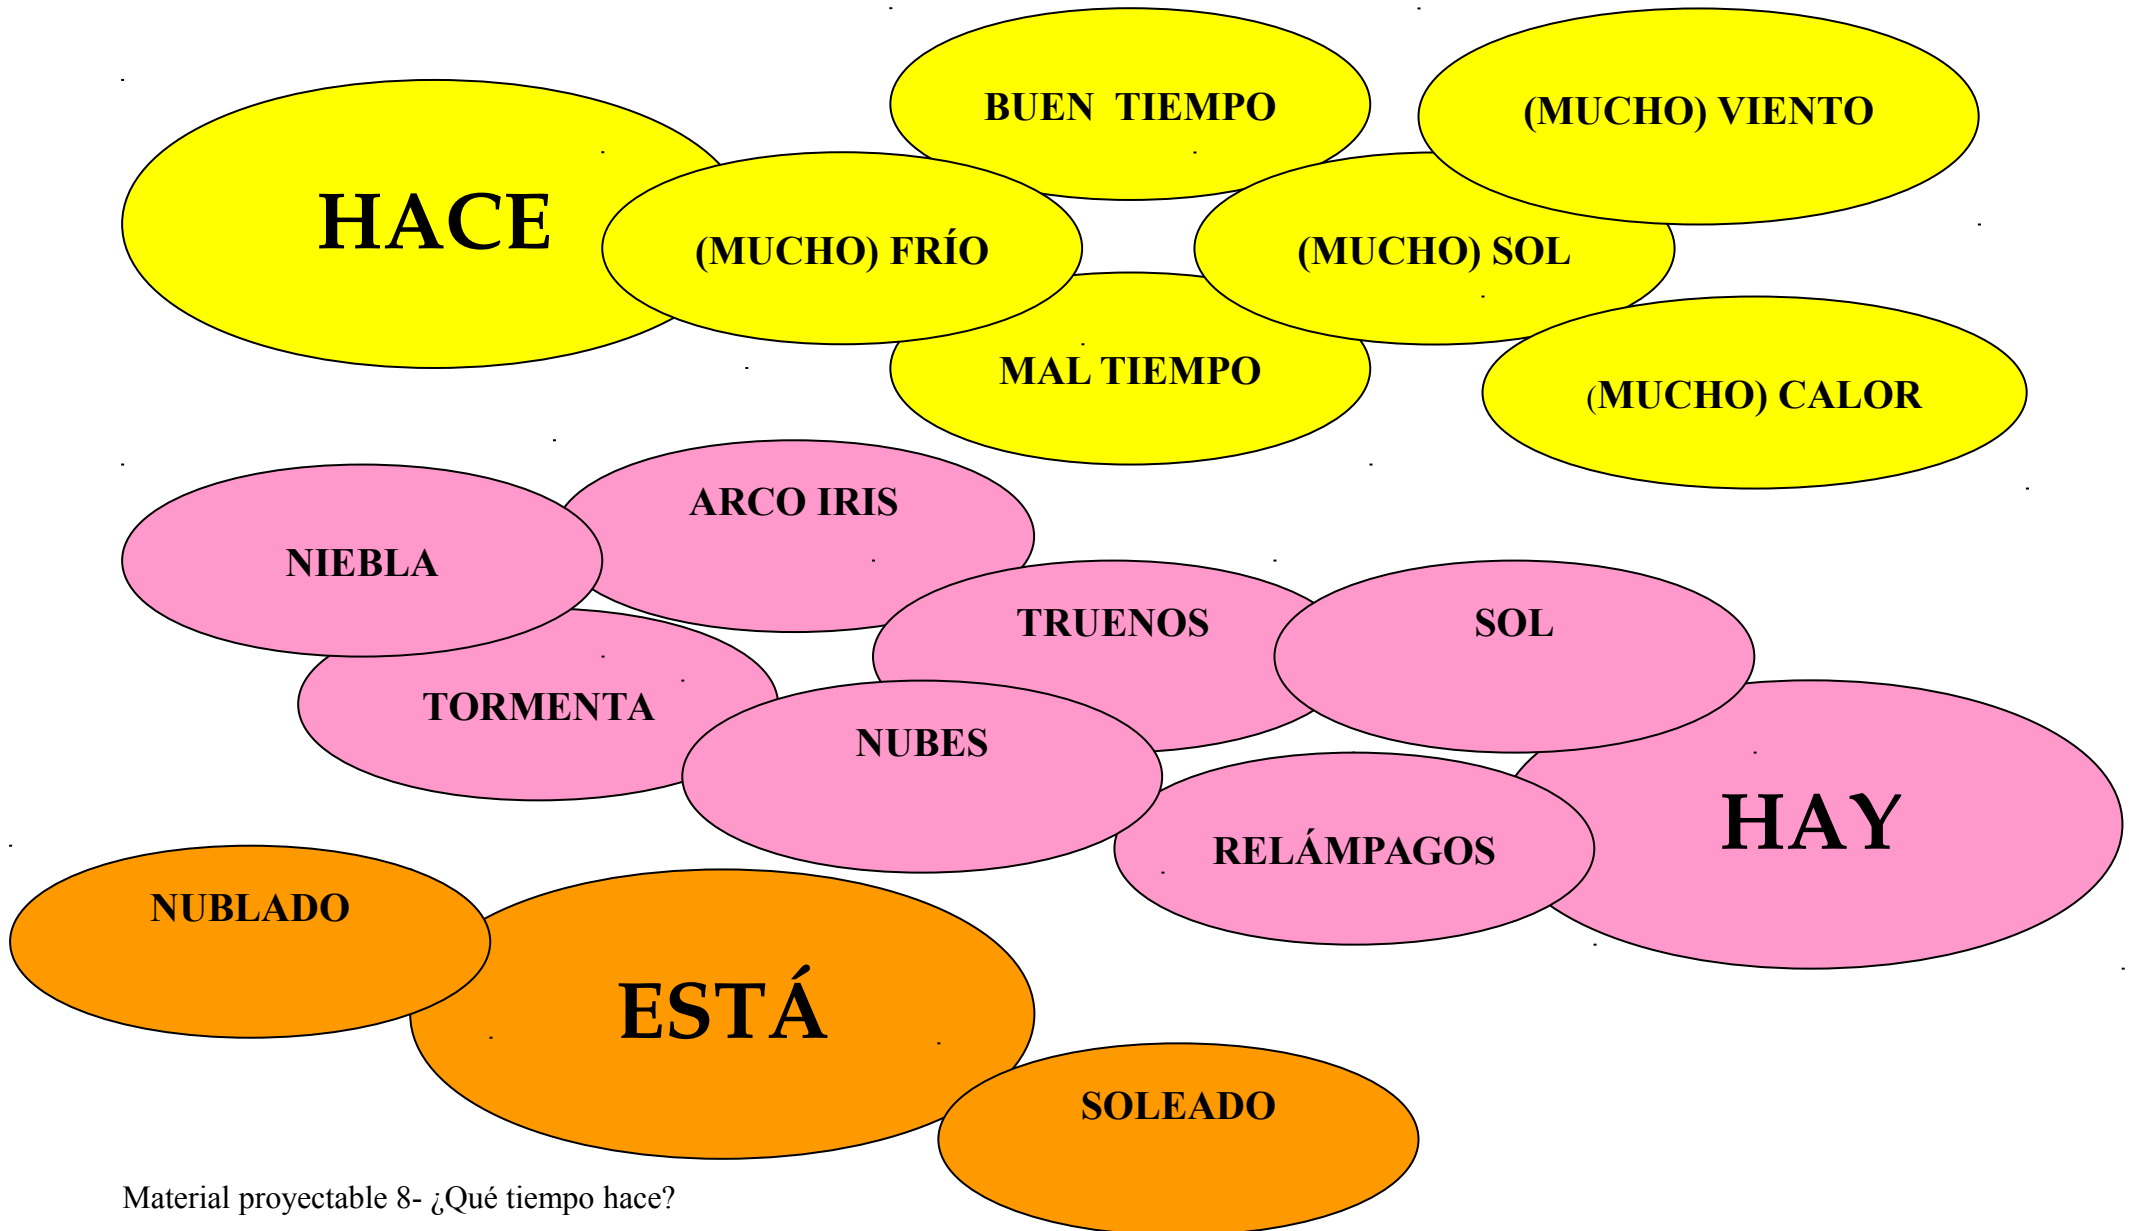 BUEN TIEMPO
(MUCHO) VIENTO
HACE
(MUCHO) FRÍO
(MUCHO) SOL
MAL TIEMPO
(MUCHO) CALOR
ARCO IRIS
NIEBLA
TRUENOS
SOL
TORMENTA
NUBES
HAY
RELÁMPAGOS
NUBLADO
ESTÁ
SOLEADO
Material proyectable 8- ¿Qué tiempo hace?